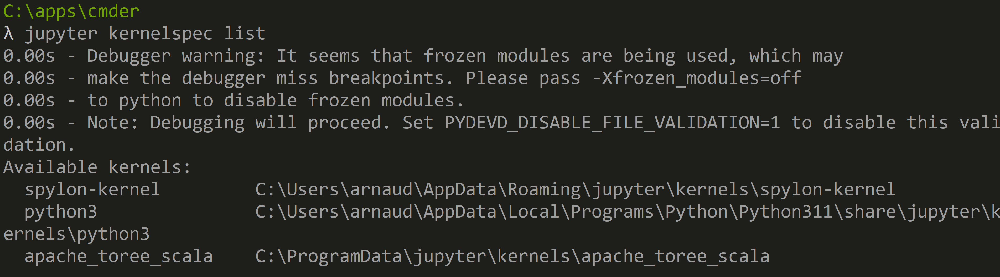 C:\apps\cmder
λ jupyter kernelspec list
0.00s - Debugger warning: It seems that frozen modules are being used, which may
0.00s - make the debugger miss breakpoints. Please pass -Xfrozen_modules=off
0.00s - to python to disable frozen modules.
0.00s - Note: Debugging will proceed. Set PYDEVD_DISABLE_FILE_VALIDATION=1 to disable this vali
dation.
Available kernels:
  spylon-kernel         C:\Users\arnaud\AppData\Roaming\jupyter\kernels\spylon-kernel
  python3               C:\Users\arnaud\AppData\Local\Programs\Python\Python311\share\jupyter\k
ernels\python3
  apache_toree_scala    C:\ProgramData\jupyter\kernels\apache_toree_scala